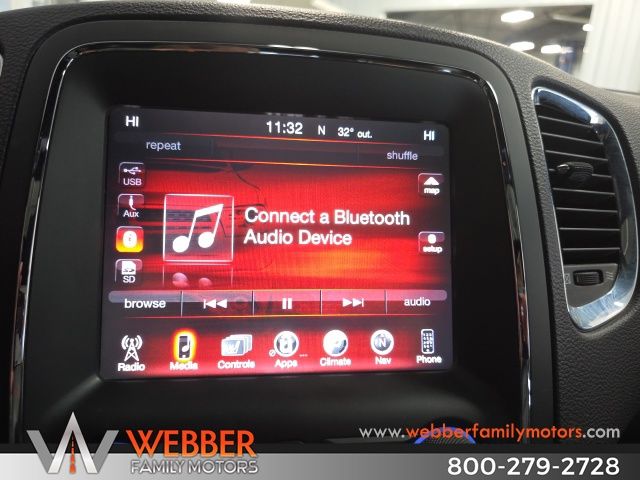 HI 11:32 N 32° out. HI
repeat
shuffle
USB
Aux
SD
map
setup
Connect a Bluetooth
Audio Device
browse audio
Radio Media Controls Apps Climate Nav Phone
WEBBER
FAMILY MOTORS
www.webberfamilymotors.com
800-279-2728